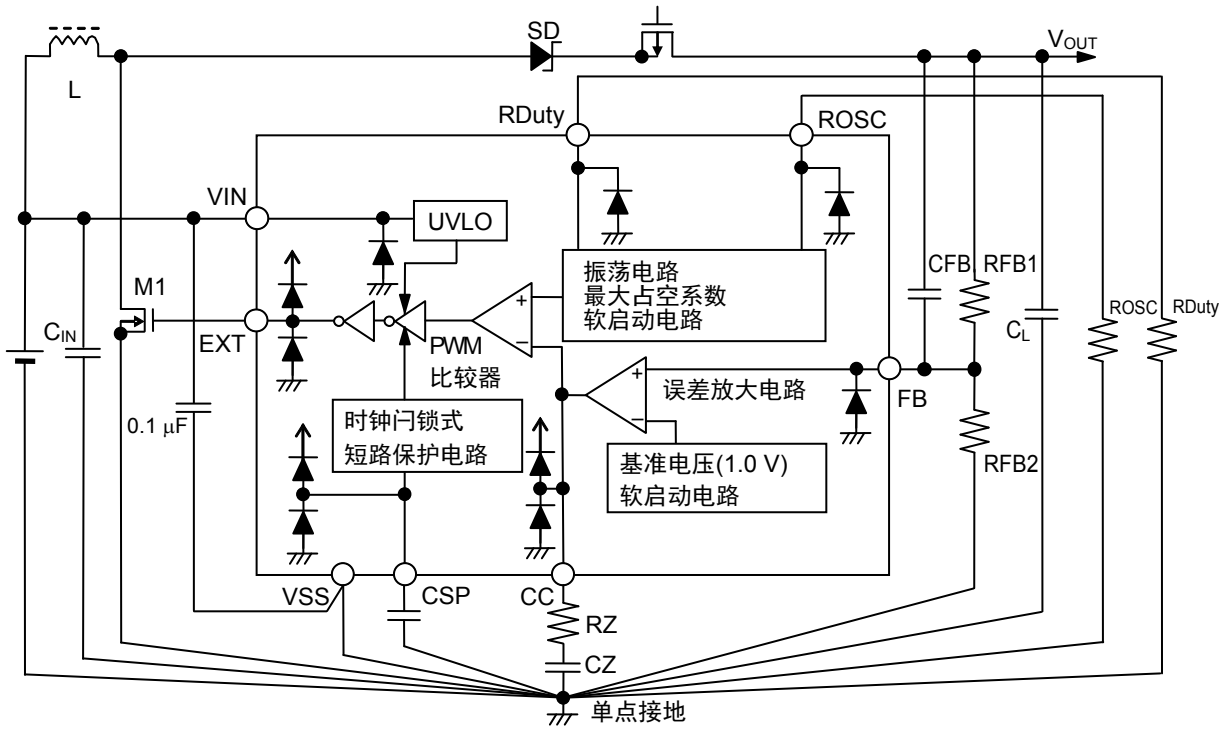 SD
V_OUT
L
RDuty
ROSC
VIN
UVLO
振荡电路
最大占空系数
软启动电路
CFB
RFB1
M1
C_IN
EXT
PWM
比较器
+
−
+
−
误差放大电路
FB
C_L
ROSC
RDuty
0.1 μF
时钟闩锁式
短路保护电路
基准电压(1.0 V)
软启动电路
RFB2
VSS
CSP
CC
RZ
CZ
单点接地